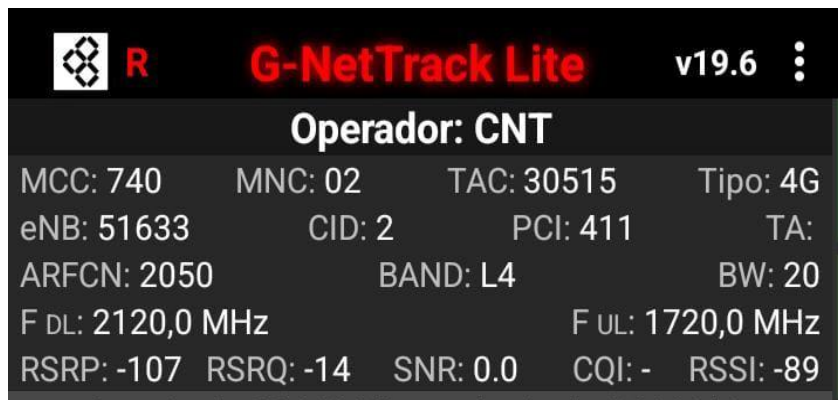 R G-NetTrack Lite v19.6
Operador: CNT
MCC: 740 MNC: 02 TAC: 30515 Tipo: 4G
eNB: 51633 CID: 2 PCI: 411 TA:
ARFCN: 2050 BAND: L4 BW: 20
F DL: 2120,0 MHz F UL: 1720,0 MHz
RSRP: -107 RSRQ: -14 SNR: 0.0 CQI: - RSSI: -89